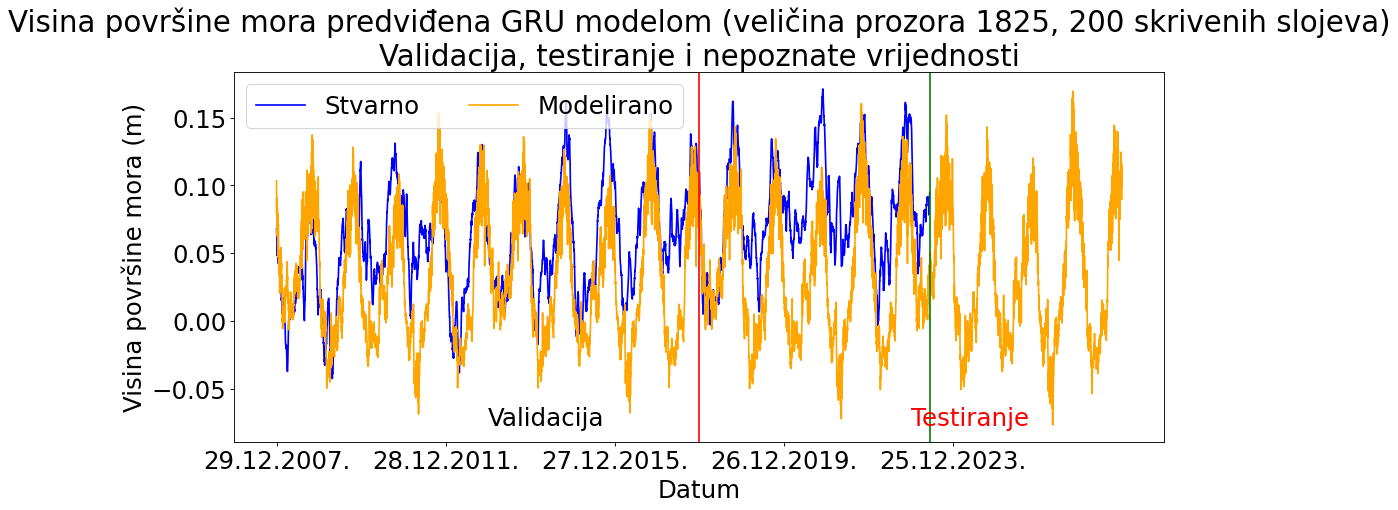 Visina površine mora predviđena GRU modelom (veličina prozora 1825, 200 skrivenih slojeva)
Validacija, testiranje i nepoznate vrijednosti
Stvarno
Modelirano
0.15
0.10
0.05
0.00
−0.05
Visina površine mora (m)
Validacija
Testiranje
29.12.2007.
28.12.2011.
27.12.2015.
26.12.2019.
25.12.2023.
Datum